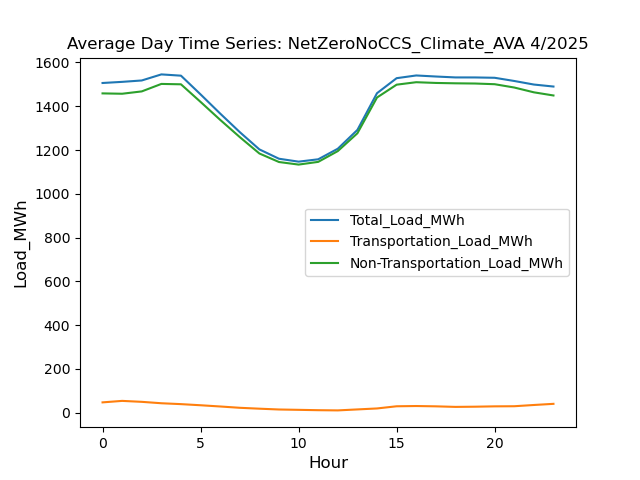 Average Day Time Series: NetZeroNoCCS_Climate_AVA 4/2025
1600
1400
1200
1000
800
600
400
200
0
Load_MWh
Total_Load_MWh
Transportation_Load_MWh
Non-Transportation_Load_MWh
0 5 10 15 20
Hour